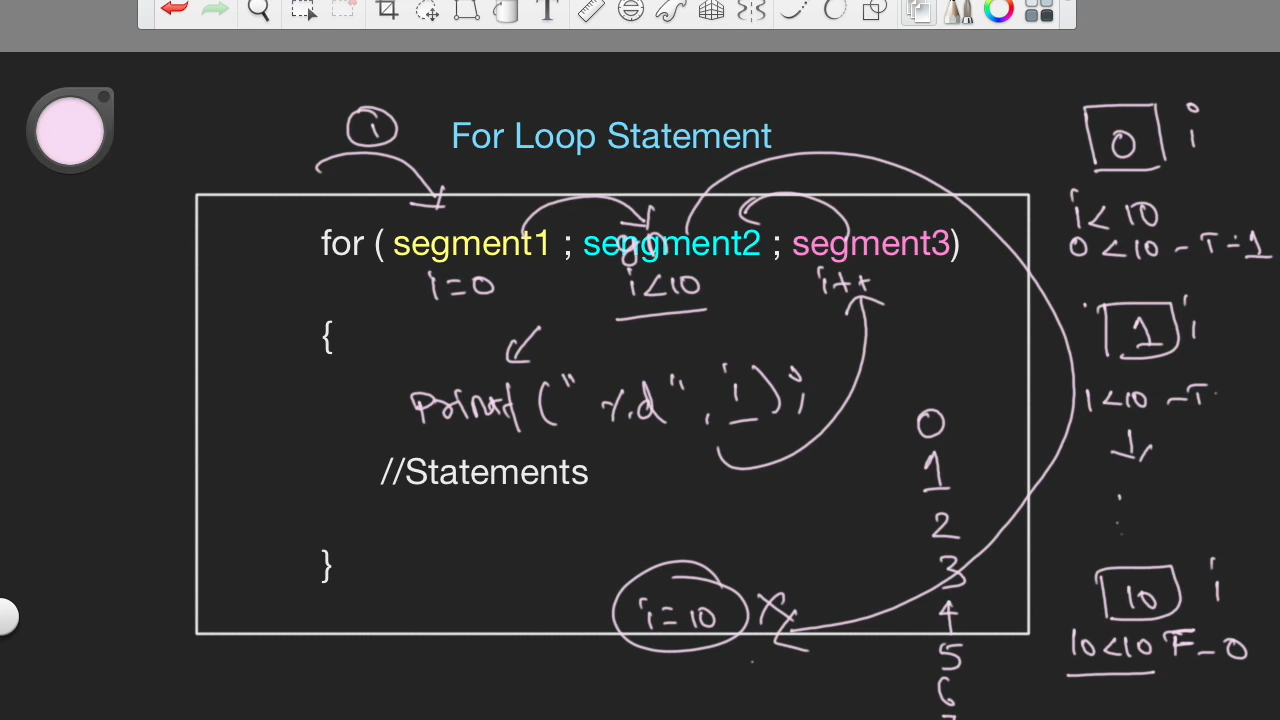 1
For Loop Statement
for ( segment1 ; segment2 ; segment3)
i=0 i<10 i++
{
printf ("%d", i);
//Statements
}
i=10
0
1
2
3
4
5
6
0 i
i<10
0<10 - T - 1
1 i
1<10 - T
10 i
10<10 F - 0